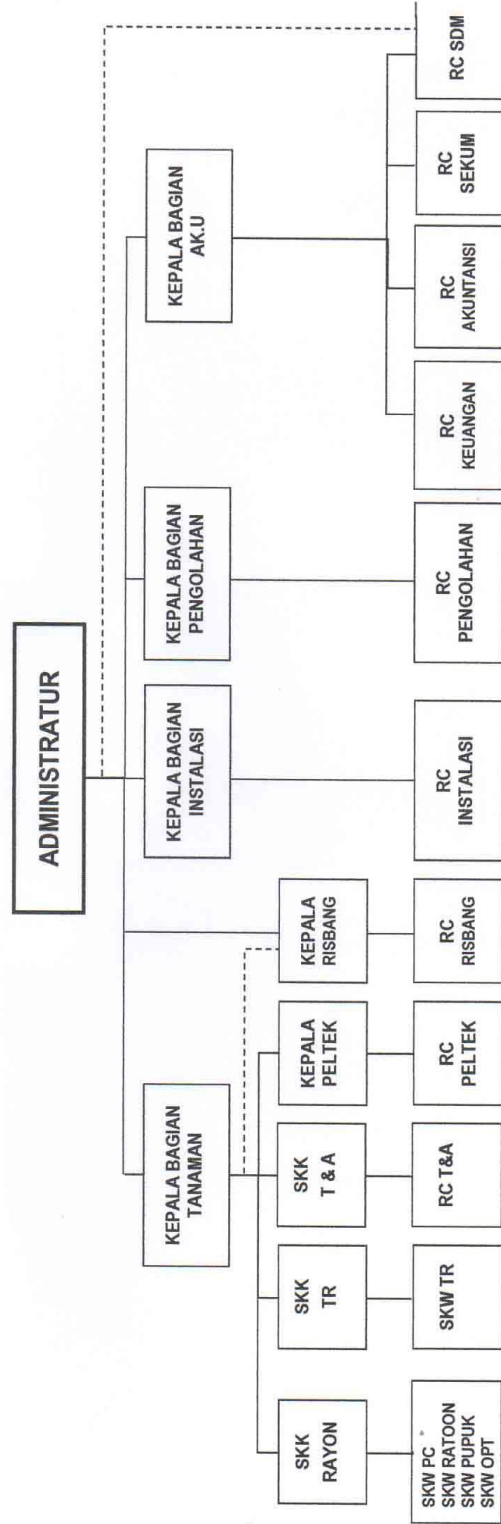 ADMINISTRATUR
KEPALA BAGIAN
TANAMAN
KEPALA BAGIAN
INSTALASI
KEPALA BAGIAN
PENGOLAHAN
KEPALA BAGIAN
AK.U
SKK
RAYON
SKK
TR
SKK
T & A
KEPALA
PELTEK
KEPALA
RISBANG
SKW PC
SKW RATOON
SKW PUPUK
SKW OPT
SKW TR
RC T&A
RC
PELTEK
RC
RISBANG
RC
INSTALASI
RC
PENGOLAHAN
RC
KEUANGAN
RC
AKUNTANSI
RC
SEKUM
RC SDM